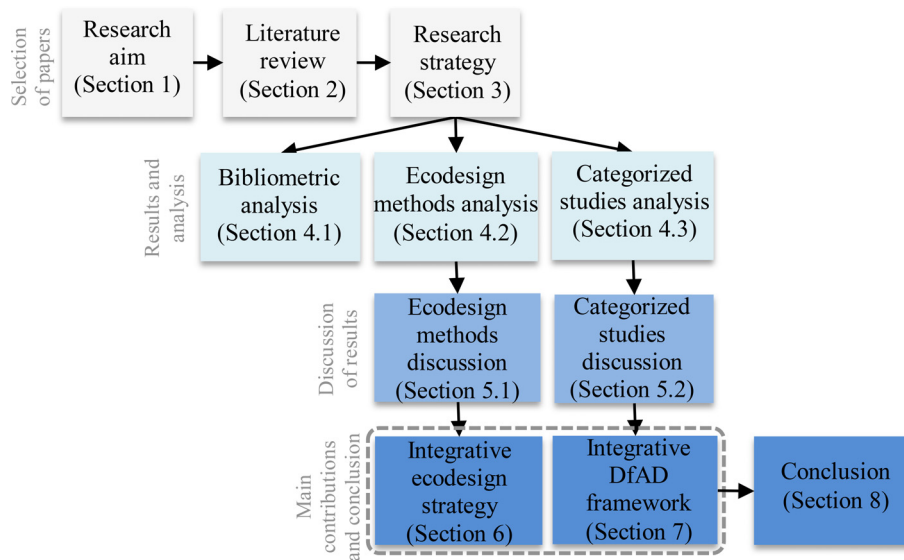 Selection
of papers
Research
aim
(Section 1)
Literature
review
(Section 2)
Research
strategy
(Section 3)
Results and
analysis
Bibliometric
analysis
(Section 4.1)
Ecodesign
methods analysis
(Section 4.2)
Categorized
studies analysis
(Section 4.3)
Discussion
of results
Ecodesign
methods
discussion
(Section 5.1)
Categorized
studies
discussion
(Section 5.2)
Main
contributions
and conclusion
Integrative
ecodesign
strategy
(Section 6)
Integrative
DfAD
framework
(Section 7)
Conclusion
(Section 8)